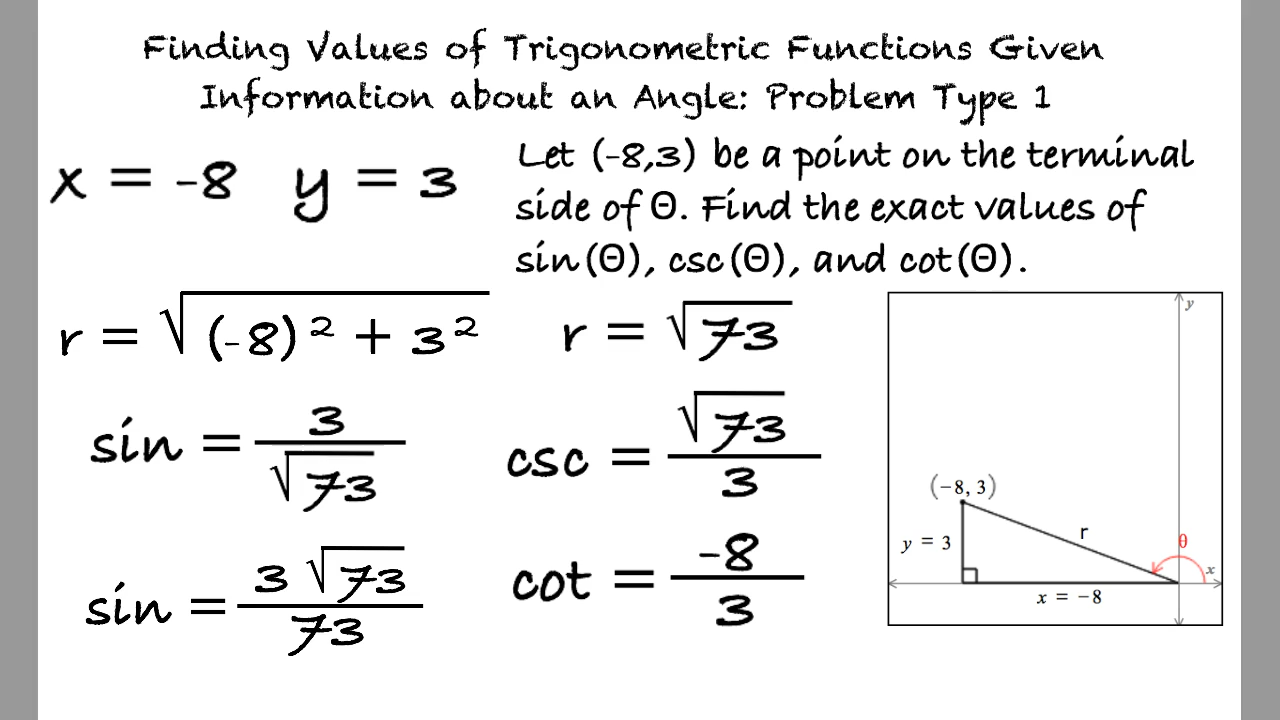 Finding Values of Trigonometric Functions Given
Information about an Angle: Problem Type 1
x = -8 y = 3
Let (-8,3) be a point on the terminal
side of Θ. Find the exact values of
sin(Θ), csc(Θ), and cot(Θ).
r = √(-8)² + 3²
r = √73
sin = 3/√73
csc = √73/3
sin = 3√73/73
cot = -8/3
y
(−8, 3)
y = 3
r
θ
x
x = −8